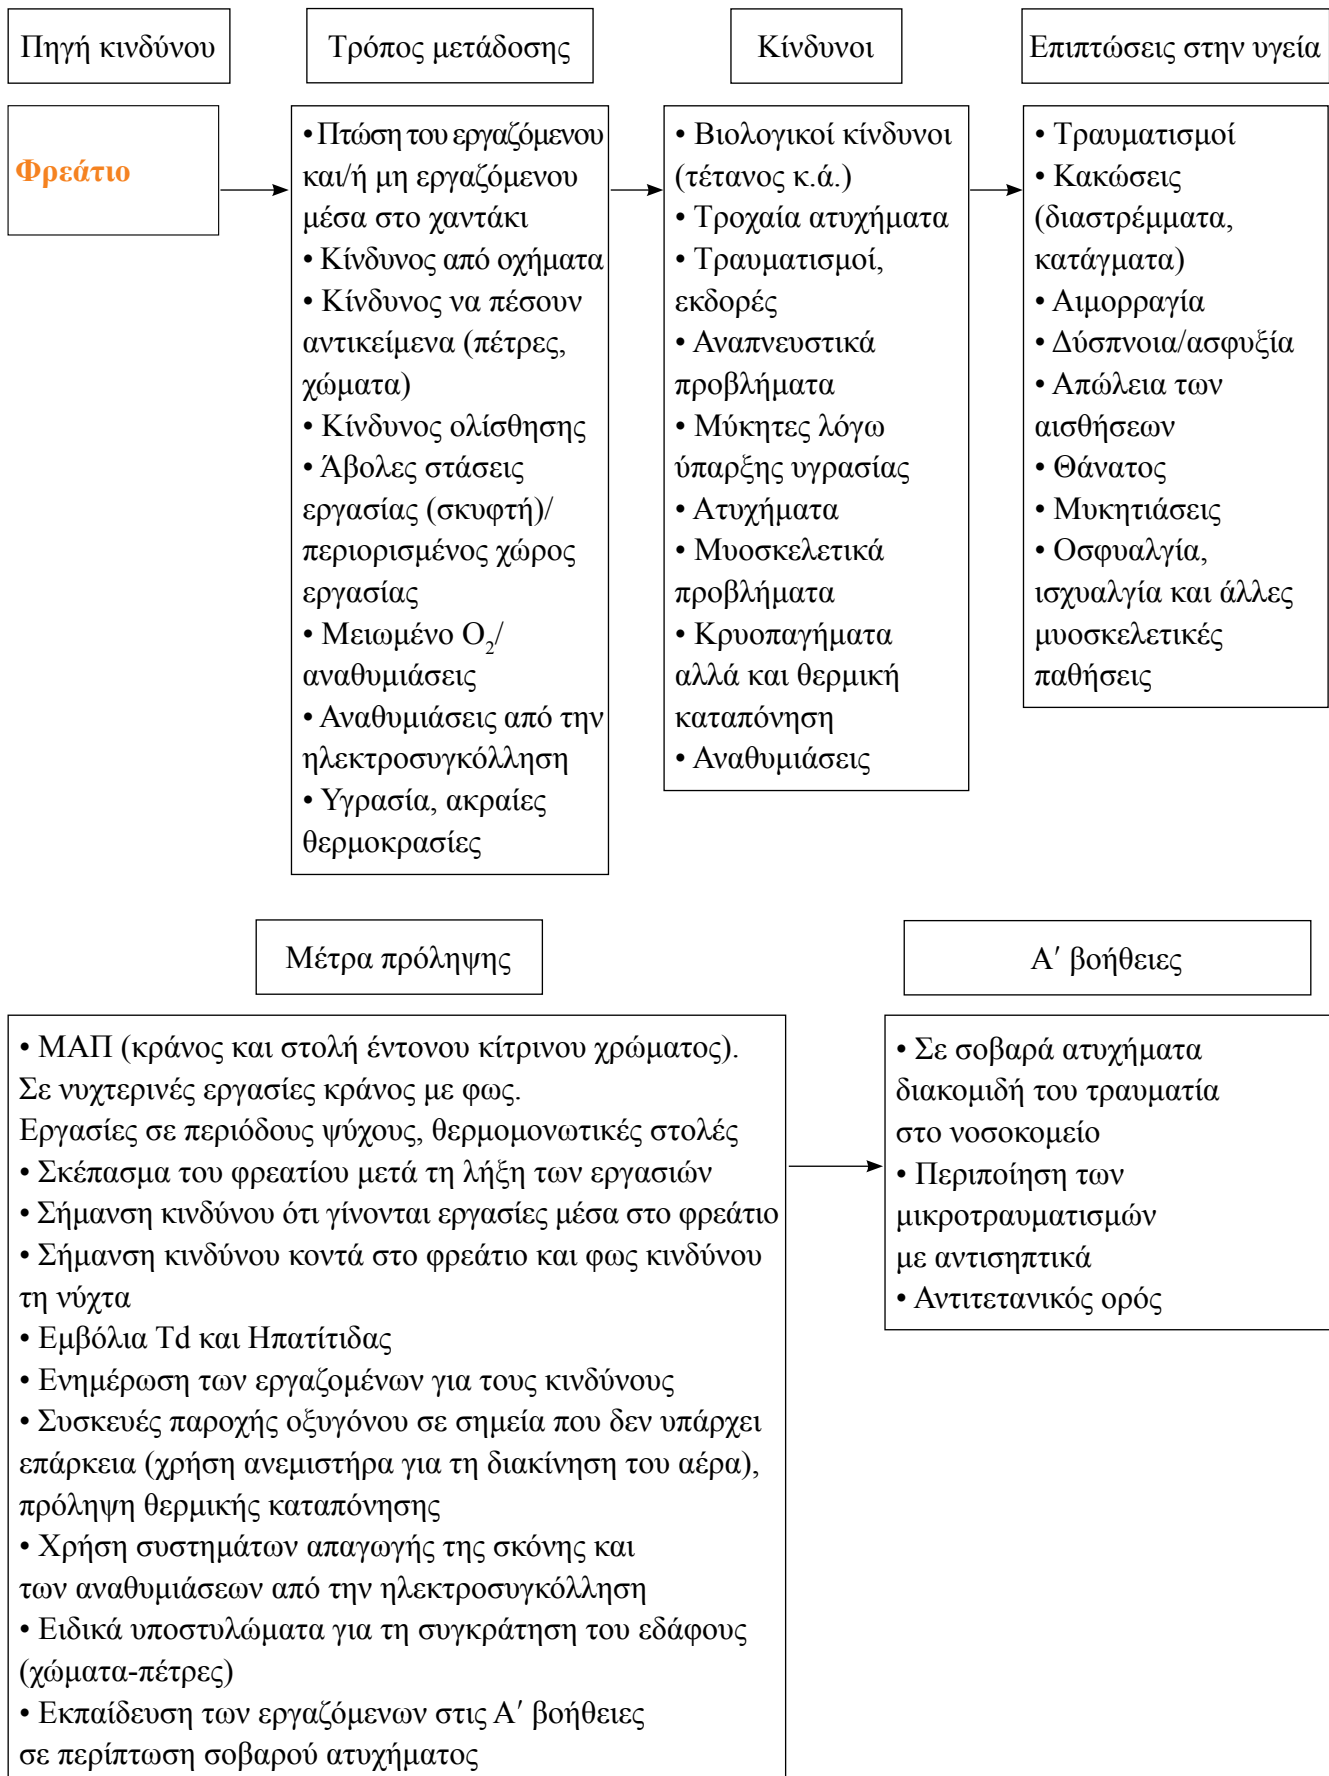 Πηγή κινδύνου
Τρόπος μετάδοσης
Κίνδυνοι
Επιπτώσεις στην υγεία
Φρεάτιο
• Πτώση του εργαζόμενου
και/ή μη εργαζόμενου
μέσα στο χαντάκι
• Κίνδυνος από οχήματα
• Κίνδυνος να πέσουν
αντικείμενα (πέτρες,
χώματα)
• Κίνδυνος ολίσθησης
• Άβολες στάσεις
εργασίας (σκυφτή)/
περιορισμένος χώρος
εργασίας
• Μειωμένο O₂/
αναθυμιάσεις
• Αναθυμιάσεις από την
ηλεκτροσυγκόλληση
• Υγρασία, ακραίες
θερμοκρασίες
• Βιολογικοί κίνδυνοι
(τέτανος κ.ά.)
• Τροχαία ατυχήματα
• Τραυματισμοί,
εκδορές
• Αναπνευστικά
προβλήματα
• Μύκητες λόγω
ύπαρξης υγρασίας
• Ατυχήματα
• Μυοσκελετικά
προβλήματα
• Κρυοπαγήματα
αλλά και θερμική
καταπόνηση
• Αναθυμιάσεις
• Τραυματισμοί
• Κακώσεις
(διαστρέμματα,
κατάγματα)
• Αιμορραγία
• Δύσπνοια/ασφυξία
• Απώλεια των
αισθήσεων
• Θάνατος
• Μυκητιάσεις
• Οσφυαλγία,
ισχυαλγία και άλλες
μυοσκελετικές
παθήσεις
Μέτρα πρόληψης
Α′ βοήθειες
• ΜΑΠ (κράνος και στολή έντονου κίτρινου χρώματος).
Σε νυχτερινές εργασίες κράνος με φως.
Εργασίες σε περιόδους ψύχους, θερμομονωτικές στολές
• Σκέπασμα του φρεατίου μετά τη λήξη των εργασιών
• Σήμανση κινδύνου ότι γίνονται εργασίες μέσα στο φρεάτιο
• Σήμανση κινδύνου κοντά στο φρεάτιο και φως κινδύνου
τη νύχτα
• Εμβόλια Td και Ηπατίτιδας
• Ενημέρωση των εργαζομένων για τους κινδύνους
• Συσκευές παροχής οξυγόνου σε σημεία που δεν υπάρχει
επάρκεια (χρήση ανεμιστήρα για τη διακίνηση του αέρα),
πρόληψη θερμικής καταπόνησης
• Χρήση συστημάτων απαγωγής της σκόνης και
των αναθυμιάσεων από την ηλεκτροσυγκόλληση
• Ειδικά υποστυλώματα για τη συγκράτηση του εδάφους
(χώματα-πέτρες)
• Εκπαίδευση των εργαζόμενων στις Α′ βοήθειες
σε περίπτωση σοβαρού ατυχήματος
• Σε σοβαρά ατυχήματα
διακομιδή του τραυματία
στο νοσοκομείο
• Περιποίηση των
μικροτραυματισμών
με αντισηπτικά
• Αντιτετανικός ορός